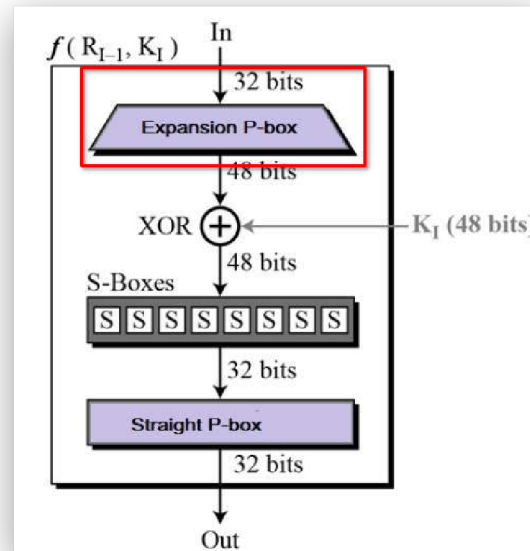 In
f ( R_{I-1}, K_I )
32 bits
Expansion P-box
48 bits
XOR +
K_I (48 bits)
48 bits
S-Boxes
S S S S S S S S
32 bits
Straight P-box
32 bits
Out